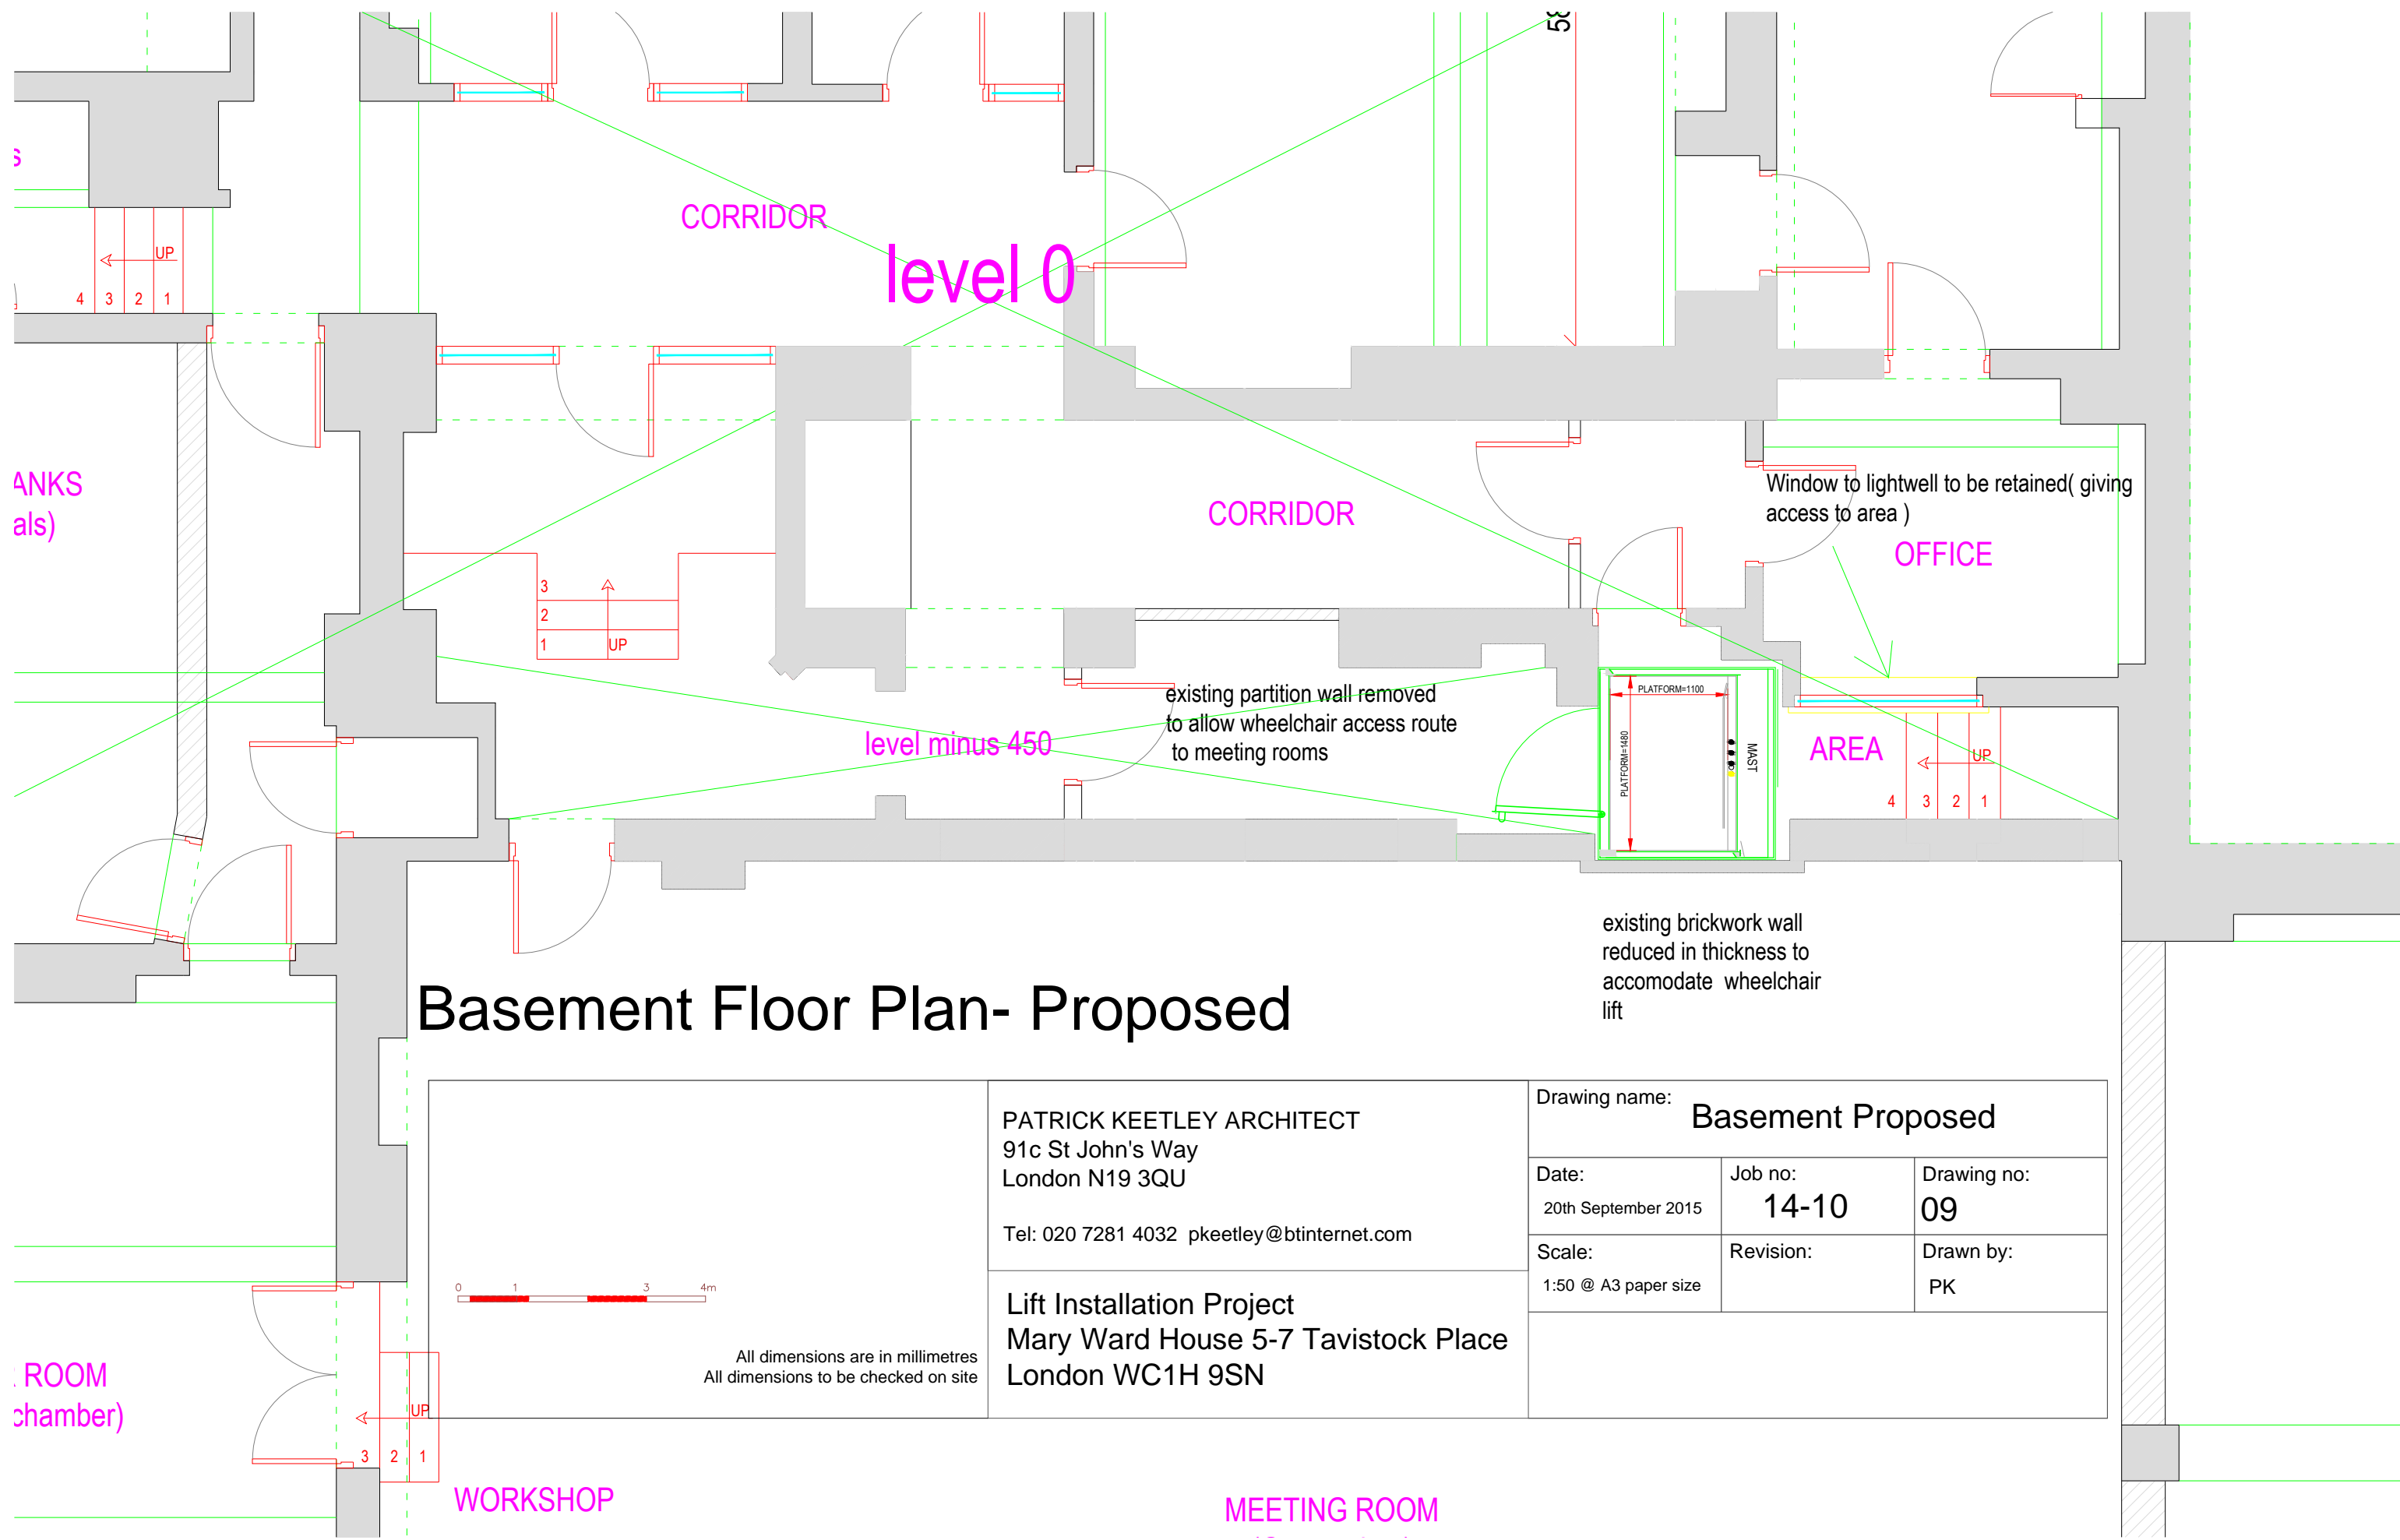 58
s
CORRIDOR
level 0
UP
4 3 2 1
ANKS
als)
CORRIDOR
Window to lightwell to be retained( giving
access to area )
OFFICE
3
2
1 UP
existing partition wall removed
to allow wheelchair access route
to meeting rooms
level minus 450
PLATFORM=1100
PLATFORM=1480
MAST
AREA
UP
4 3 2 1
existing brickwork wall
reduced in thickness to
accomodate wheelchair
lift
Basement Floor Plan- Proposed
PATRICK KEETLEY ARCHITECT
91c St John's Way
London N19 3QU
Tel: 020 7281 4032 pkeetley@btinternet.com
Lift Installation Project
Mary Ward House 5-7 Tavistock Place
London WC1H 9SN
Drawing name:
Basement Proposed
Date:
20th September 2015
Job no:
14-10
Drawing no:
09
Scale:
1:50 @ A3 paper size
Revision:
Drawn by:
PK
0 1 3 4m
All dimensions are in millimetres
All dimensions to be checked on site
. ROOM
chamber)
UP
3 2 1
WORKSHOP
MEETING ROOM